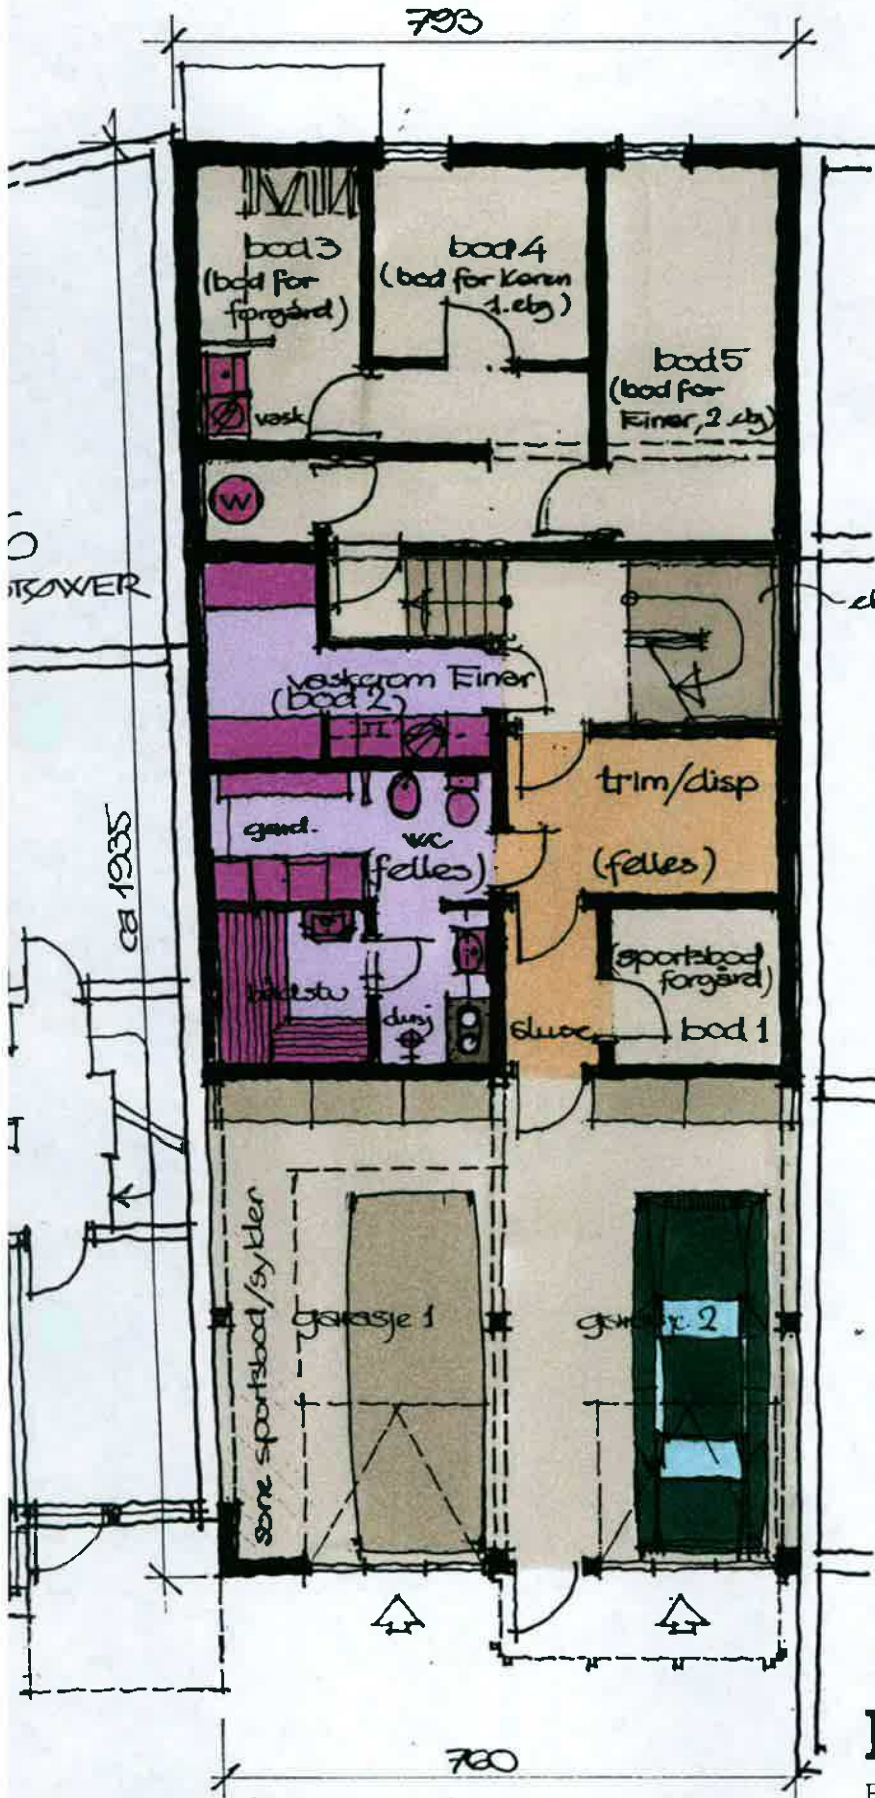 793
bod 3
(bod for
forgård)
bod 4
(bod for Karen
1. etg)
bod 5
(bod for
Einar, 2. etg)
vask
W
vaskerom Einar
(bod 2)
trim/disp
(felles)
gard.
wc
(felles)
ca 1935
(sportsbod
forgård)
bod 1
badstu
dusj
sluse
sone sportsbod/sykler
garasje 1
garasje 2
760